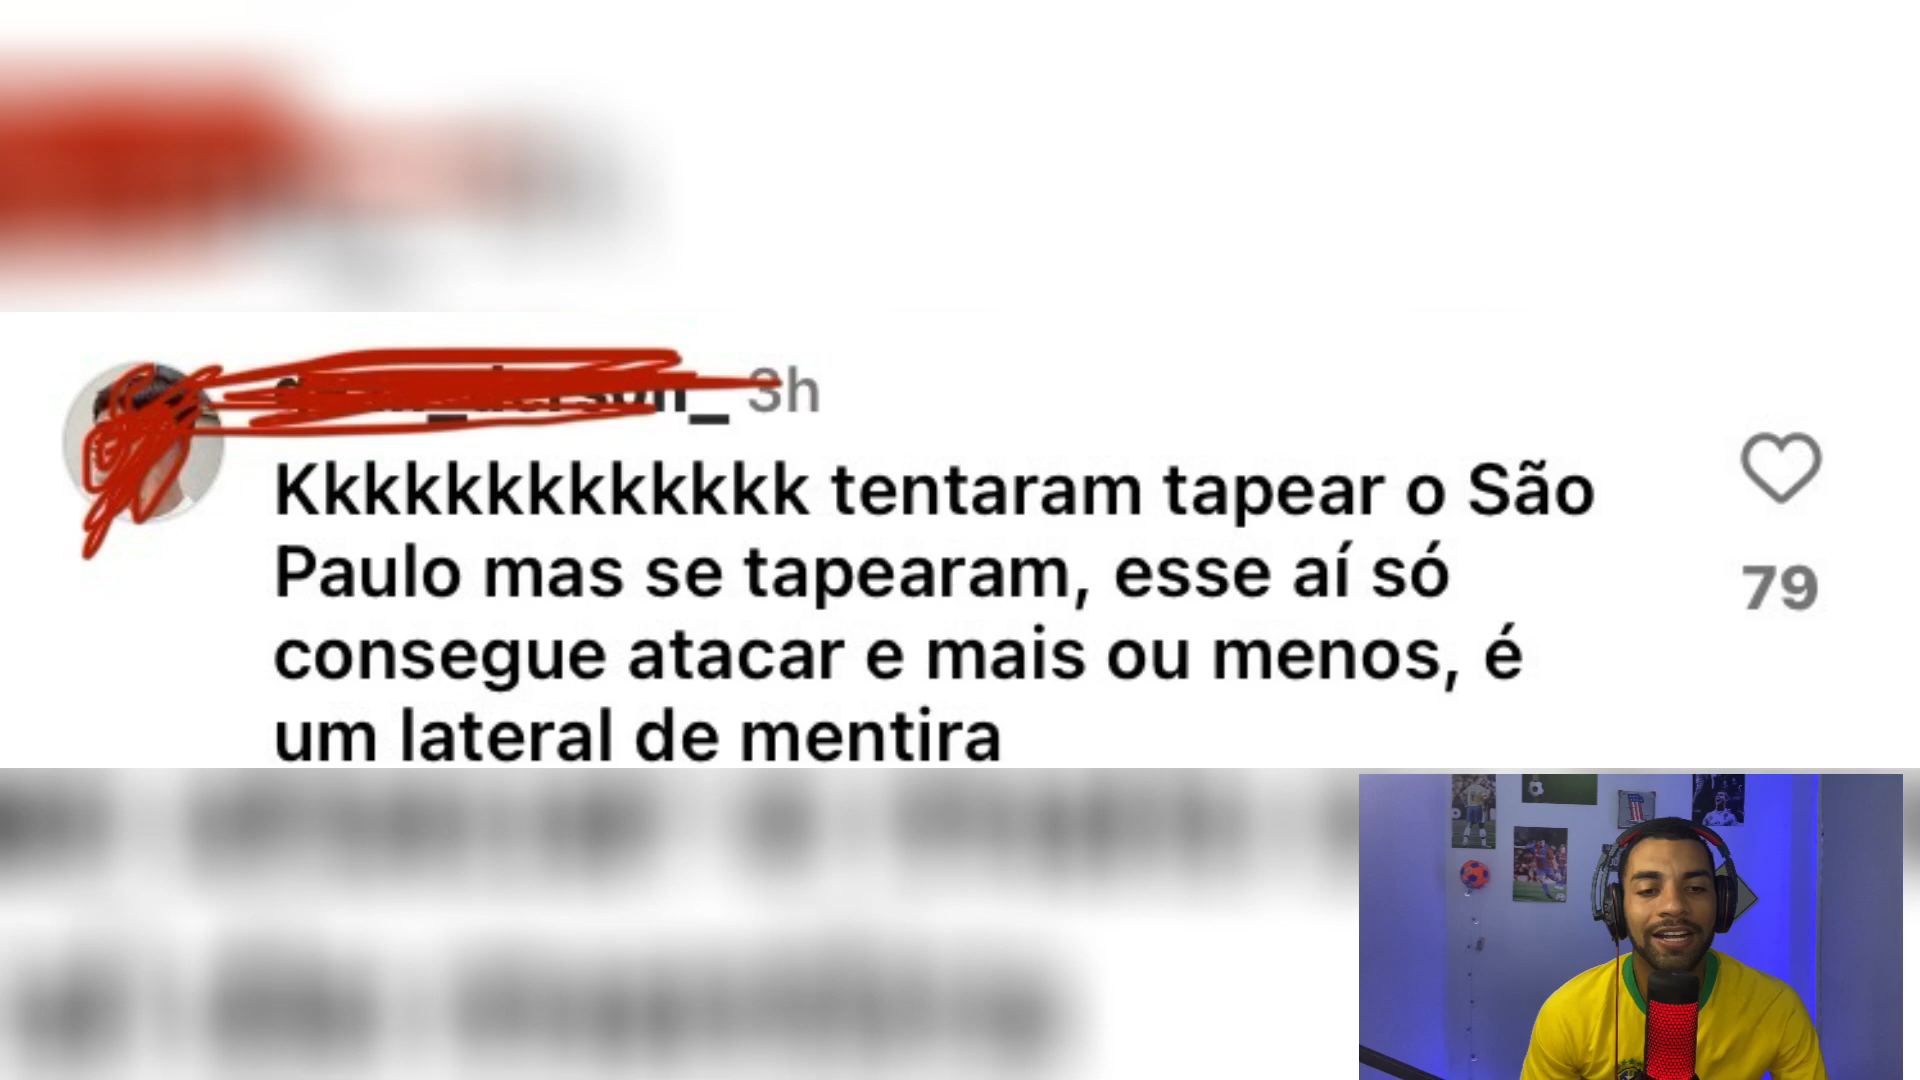 3h
Kkkkkkkkkkkkk tentaram tapear o São
Paulo mas se tapearam, esse aí só
consegue atacar e mais ou menos, é
um lateral de mentira
79